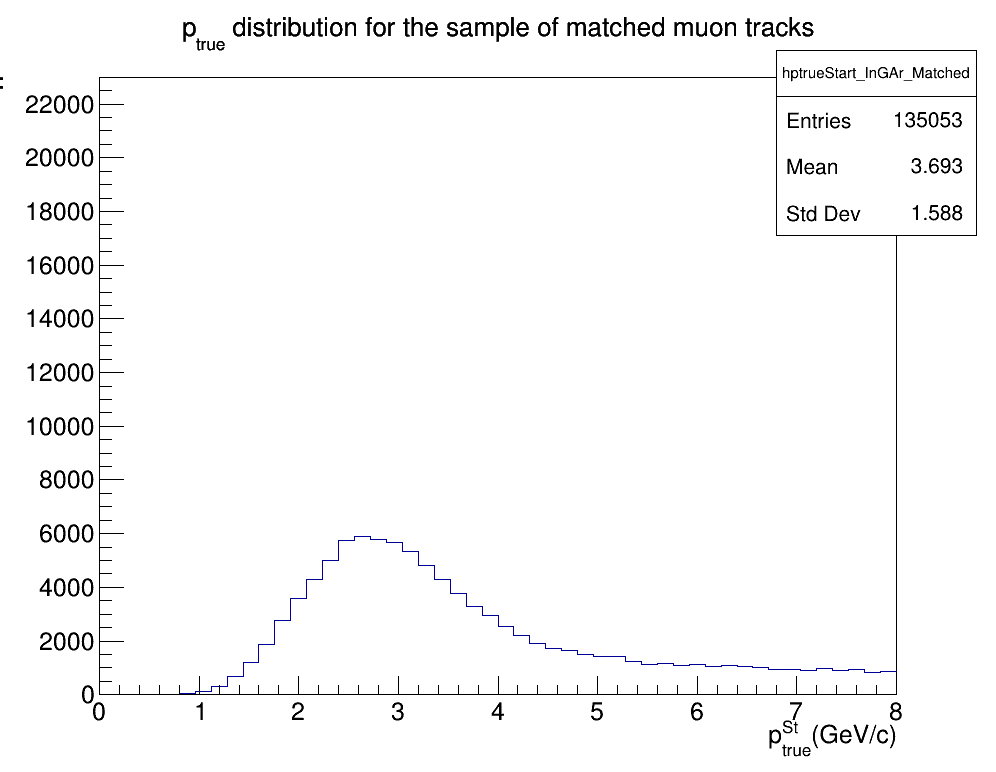 p_true distribution for the sample of matched muon tracks
hptrueStart_InGAr_Matched
Entries 135053
Mean 3.693
Std Dev 1.588
22000
20000
18000
16000
14000
12000
10000
8000
6000
4000
2000
0
0 1 2 3 4 5 6 7 8
p^St_true (GeV/c)